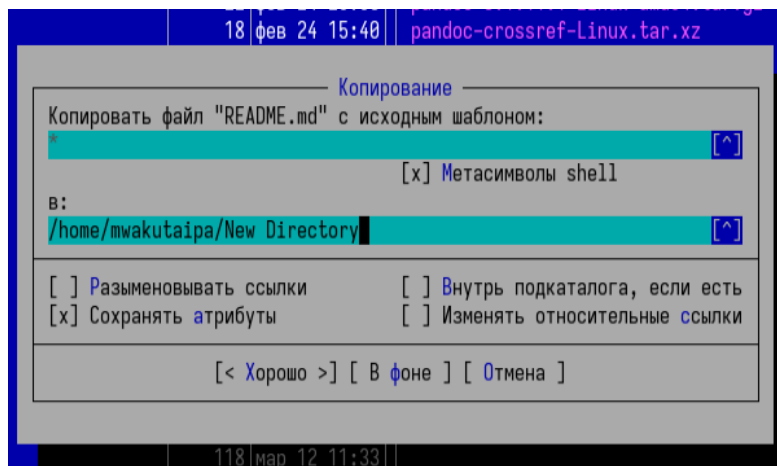 18 фев 24 15:40 pandoc-crossref-Linux.tar.xz
Копирование
Копировать файл "README.md" с исходным шаблоном:
* [^]
[x] Метасимволы shell
в:
/home/mwakutaipa/New Directory [^]
[ ] Разыменовывать ссылки [ ] Внутрь подкаталога, если есть
[x] Сохранять атрибуты [ ] Изменять относительные ссылки
[< Хорошо >] [ В фоне ] [ Отмена ]
118 мар 12 11:33